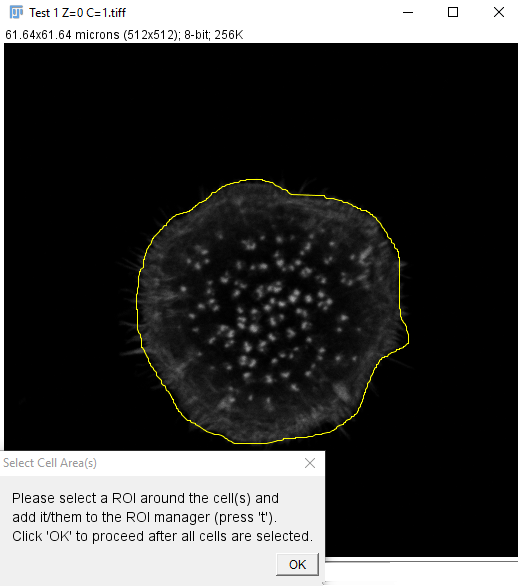 Test 1 Z=0 C=1.tiff
61.64x61.64 microns (512x512); 8-bit; 256K
Select Cell Area(s)
Please select a ROI around the cell(s) and
add it/them to the ROI manager (press 't').
Click 'OK' to proceed after all cells are selected.
OK